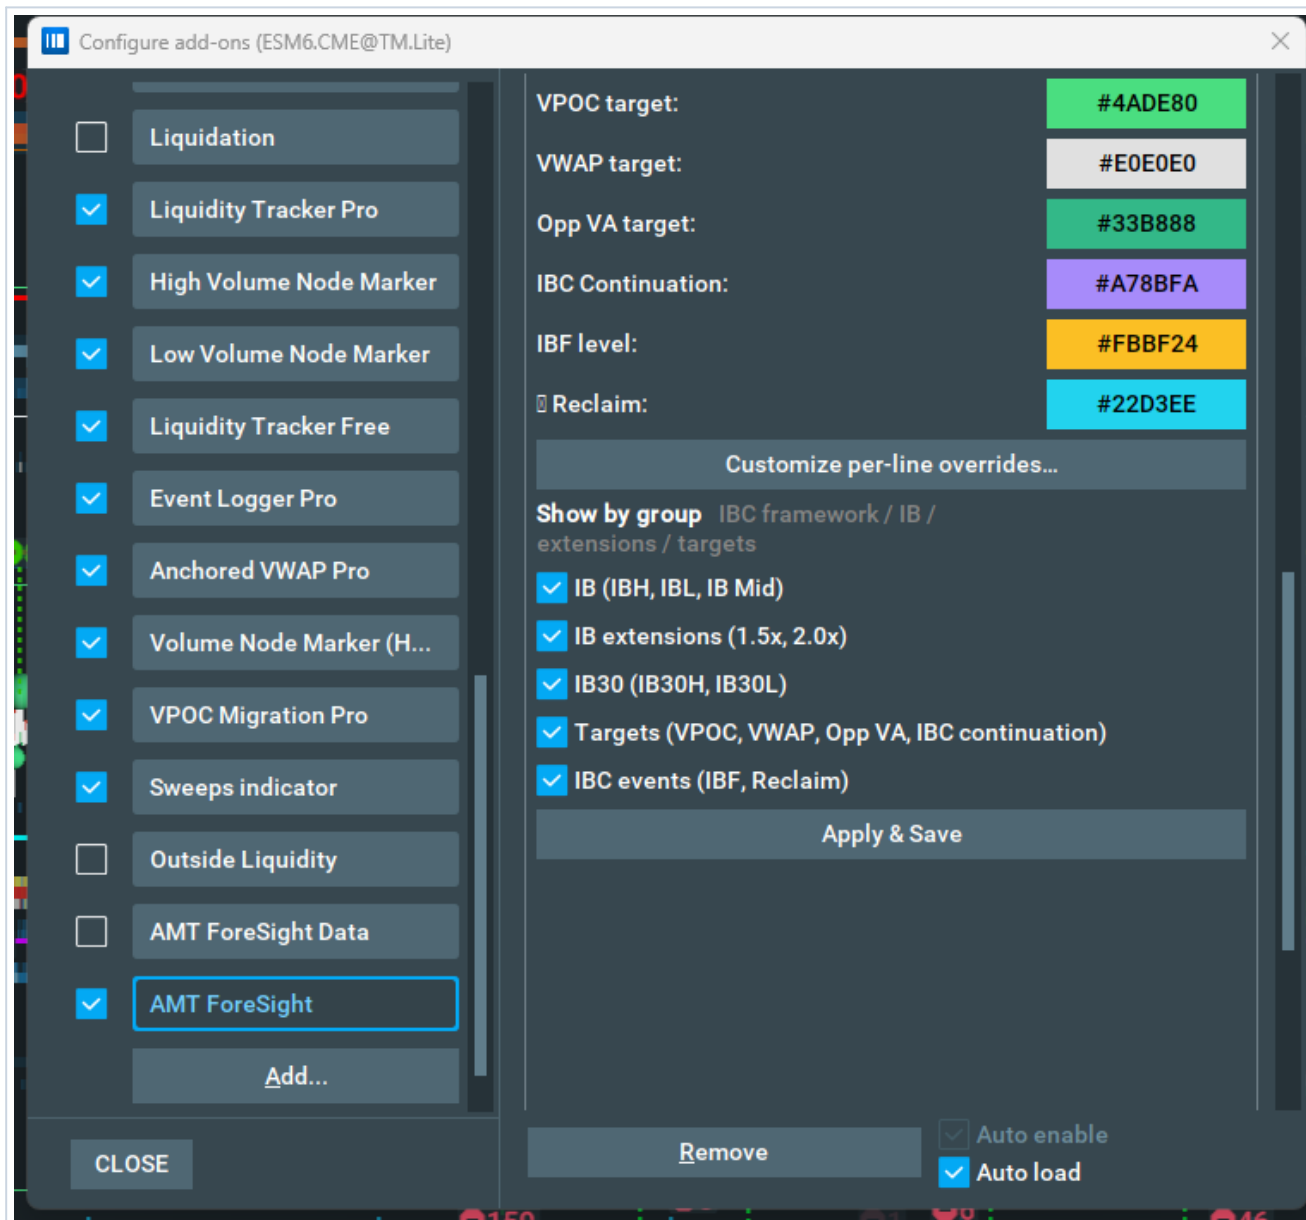 Configure add-ons (ESM6.CME@TM.Lite)
Liquidation
Liquidity Tracker Pro
High Volume Node Marker
Low Volume Node Marker
Liquidity Tracker Free
Event Logger Pro
Anchored VWAP Pro
Volume Node Marker (H...
VPOC Migration Pro
Sweeps indicator
Outside Liquidity
AMT ForeSight Data
AMT ForeSight
Add...
CLOSE
VPOC target: #4ADE80
VWAP target: #E0E0E0
Opp VA target: #33B888
IBC Continuation: #A78BFA
IBF level: #FBBF24
Reclaim: #22D3EE
Customize per-line overrides...
Show by group IBC framework / IB /
extensions / targets
IB (IBH, IBL, IB Mid)
IB extensions (1.5x, 2.0x)
IB30 (IB30H, IB30L)
Targets (VPOC, VWAP, Opp VA, IBC continuation)
IBC events (IBF, Reclaim)
Apply & Save
Remove
Auto enable
Auto load